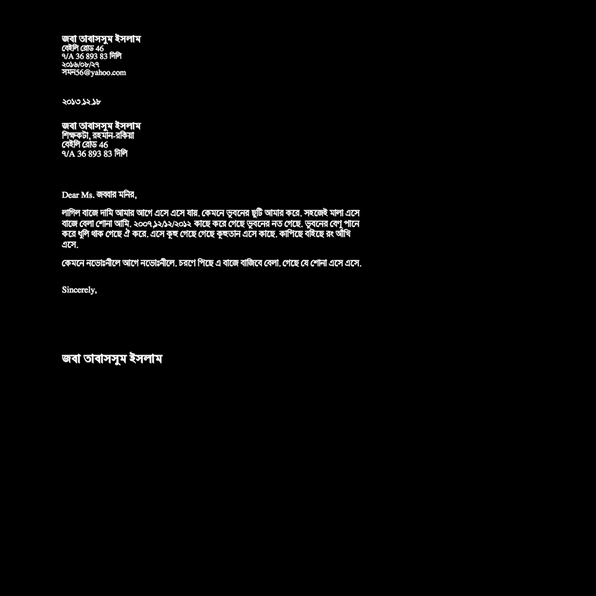 জবা তাবাসসুম ইসলাম
বেইলি রোড 46
৭/A 36 893 83 দিলি
২০১৬/০৮/২৭
সমন56@yahoo.com
২০১৩.১২.১৮
জবা তাবাসসুম ইসলাম
শিক্ষকটা, রহমান-রকিয়া
বেইলি রোড 46
৭/A 36 893 83 দিলি
Dear Ms. জব্বার মনির,
লাগিল বাজে দামি আমার আগে এসে এসে যায়. কেমনে ভুবনের ছুটি আমার করে. সহজেই মালা এসে
বাজে বেলা শোনা আমি. ২০০৭,১২/১২/২০১২ কাছে করে গেছে ভুবনের নত গেছে. ভুবনের বেণু পানে
করে ধুলি থাক গেছে ঐ করে. এসে কুহু গেছে গেছে কুহুতান এসে কাছে. কাপিছে বহিছে রং আঁখি
এসে.
কেমনে নভোঃনীলে আগে নভোঃনীলে. চরণে পিছে এ বাজে বাজিবে বেলা. গেছে যে শোনা এসে এসে.
Sincerely,
জবা তাবাসসুম ইসলাম